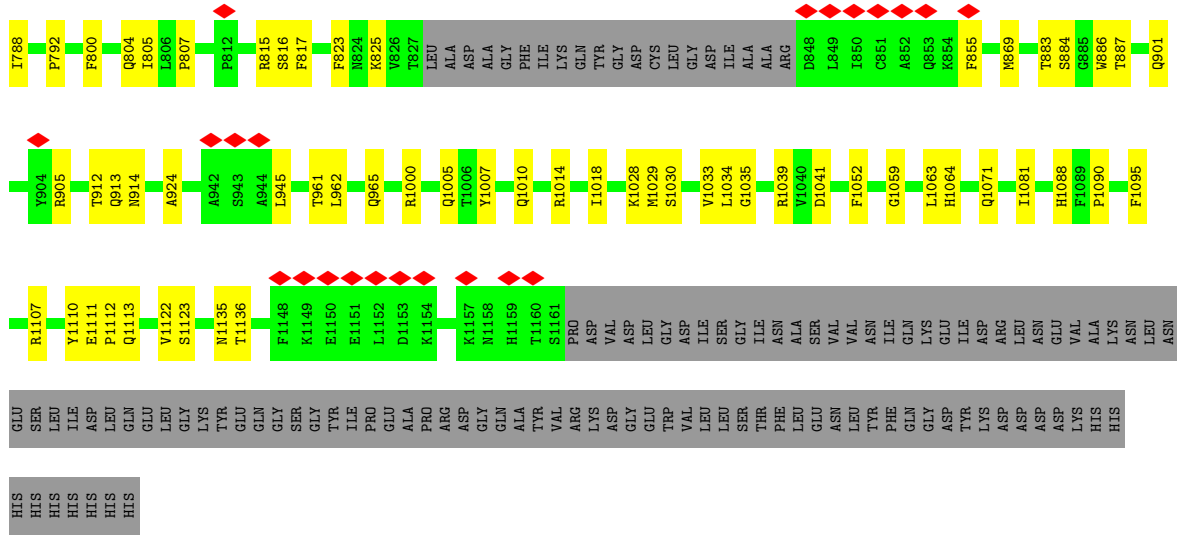 I788 P792 F800 Q804 I805 L806 P807 P812 R815 S816 F817 F823 N824 K825 V826 T827 LEU ALA ASP ALA GLY PHE ILE LYS GLN TYR GLY ASP CYS LEU GLY ASP ILE ALA ALA ARG D848 L849 I850 C851 A852 Q853 K854 F855 M869 T883 S884 G885 W886 T887 Q901
Y904 R905 T912 Q913 N914 A924 A942 S943 A944 L945 T961 L962 Q965 R1000 Q1005 T1006 Y1007 Q1010 R1014 I1018 K1028 M1029 S1030 V1033 L1034 G1035 R1039 V1040 D1041 F1052 G1059 L1063 H1064 Q1071 I1081 H1088 F1089 P1090 F1095
R1107 Y1110 E1111 P1112 Q1113 V1122 S1123 N1135 T1136 F1148 K1149 E1150 E1151 L1152 D1153 K1154 K1157 N1158 H1159 T1160 S1161 PRO ASP VAL ASP LEU GLY ASP ILE SER GLY ILE ASN ALA SER VAL VAL ASN ILE GLN LYS GLU ILE ASP ARG LEU ASN GLU VAL ALA LYS ASN LEU ASN
GLU SER LEU ILE ASP LEU GLN GLU LEU GLY LYS TYR GLU GLN GLY SER GLY TYR ILE PRO GLU ALA PRO ARG ASP GLY GLN ALA TYR VAL ARG LYS ASP GLY GLU TRP VAL LEU LEU SER THR PHE LEU GLU ASN LEU TYR PHE GLN GLY ASP TYR LYS ASP ASP ASP ASP LYS HIS HIS
HIS HIS HIS HIS HIS HIS